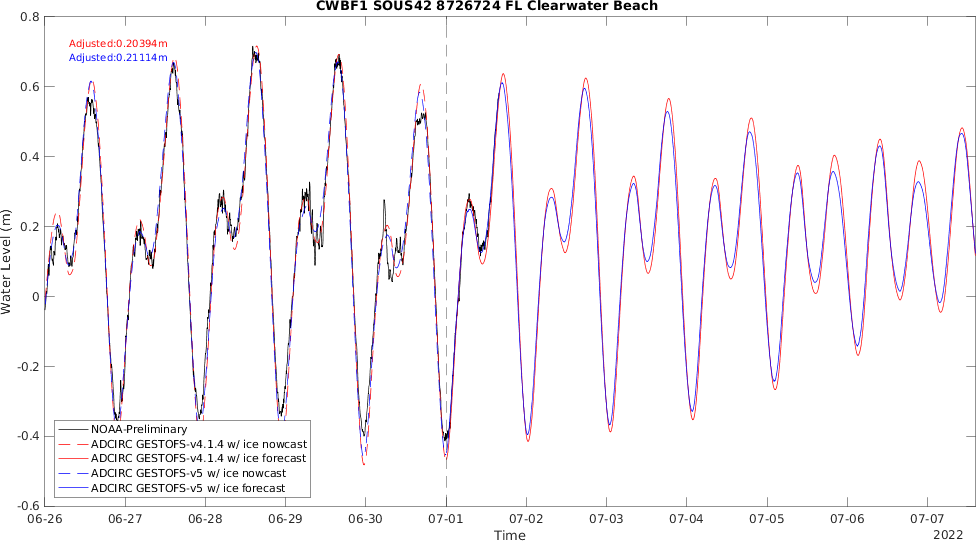 CWBF1 SOUS42 8726724 FL Clearwater Beach
0.8
0.6
0.4
0.2
0
-0.2
-0.4
-0.6
Water Level (m)
Adjusted:0.20394m
Adjusted:0.21114m
NOAA-Preliminary
ADCIRC GESTOFS-v4.1.4 w/ ice nowcast
ADCIRC GESTOFS-v4.1.4 w/ ice forecast
ADCIRC GESTOFS-v5 w/ ice nowcast
ADCIRC GESTOFS-v5 w/ ice forecast
06-26 06-27 06-28 06-29 06-30 07-01 07-02 07-03 07-04 07-05 07-06 07-07
Time
2022